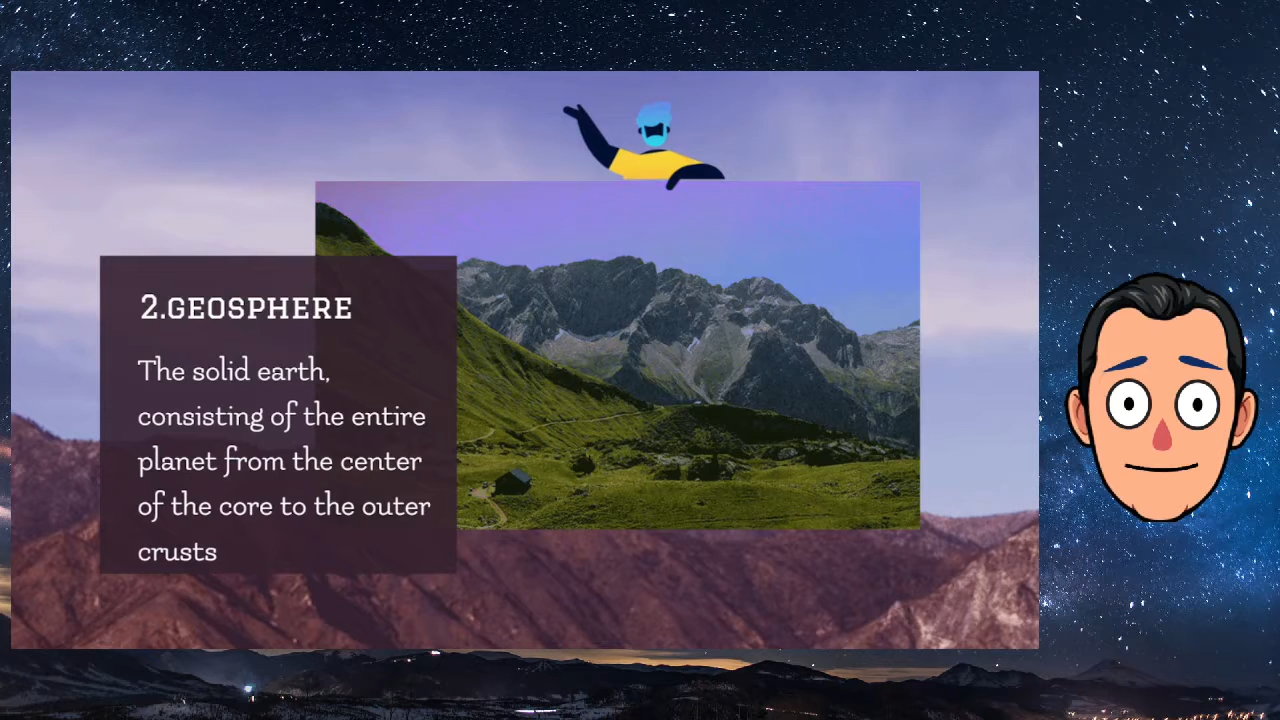 2.GEOSPHERE
The solid earth,
consisting of the entire
planet from the center
of the core to the outer
crusts